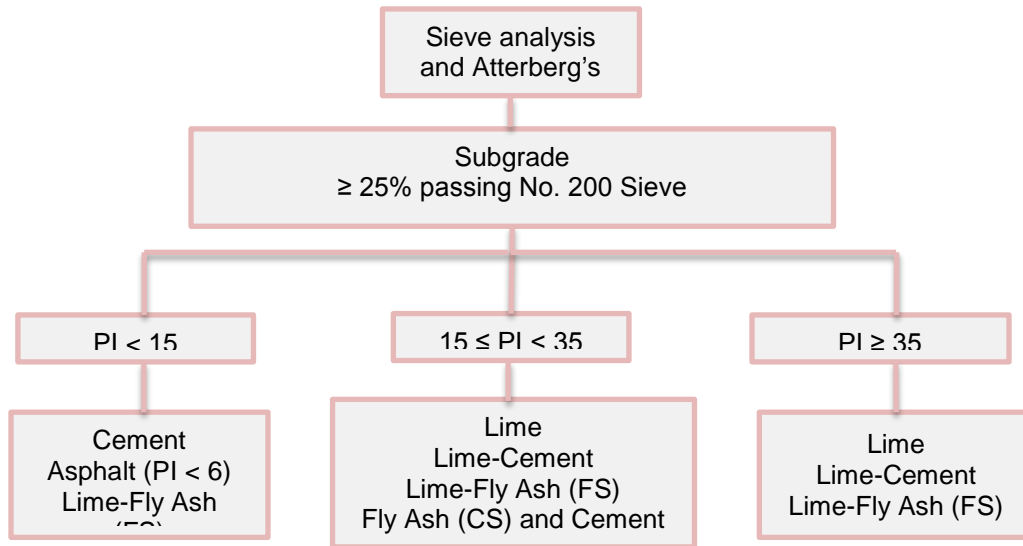 Sieve analysis
and Atterberg's
Subgrade
≥ 25% passing No. 200 Sieve
PI < 15
15 ≤ PI < 35
PI ≥ 35
Cement
Asphalt (PI < 6)
Lime-Fly Ash
(FS)
Lime
Lime-Cement
Lime-Fly Ash (FS)
Fly Ash (CS) and Cement
Lime
Lime-Cement
Lime-Fly Ash (FS)